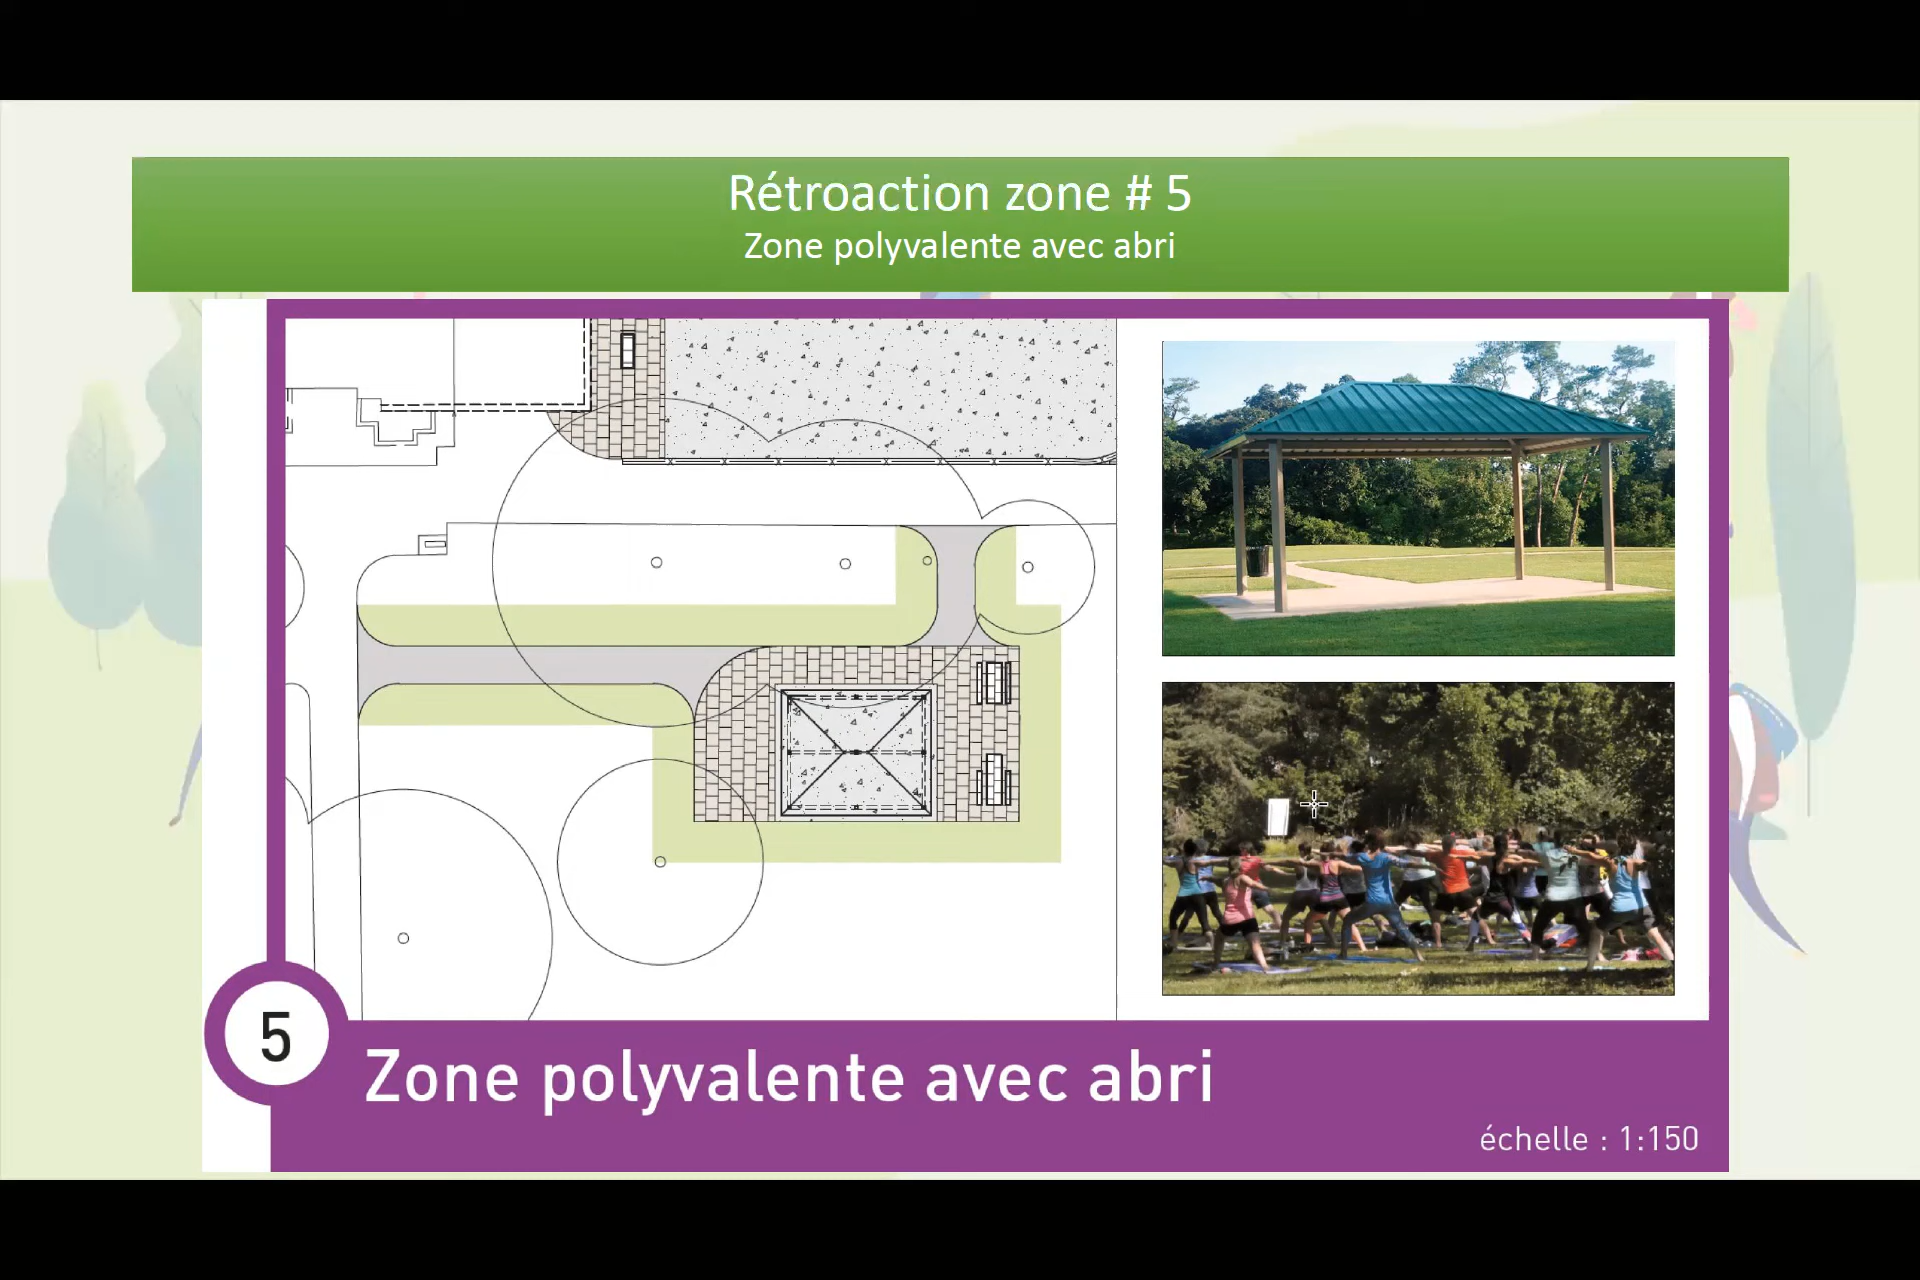 Rétroaction zone # 5
Zone polyvalente avec abri
5
Zone polyvalente avec abri
échelle : 1:150